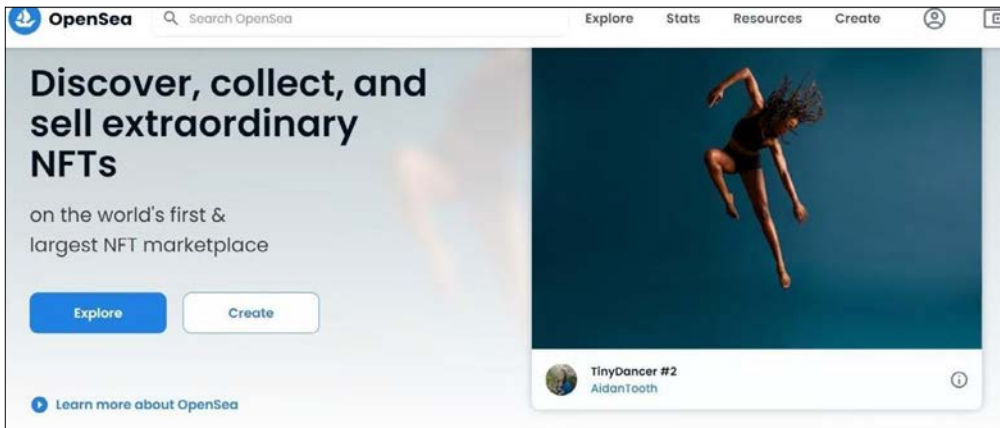 OpenSea
Search OpenSea
Explore
Stats
Resources
Create
Discover, collect, and
sell extraordinary
NFTs
on the world's first &
largest NFT marketplace
Explore
Create
Learn more about OpenSea
TinyDancer #2
AidanTooth